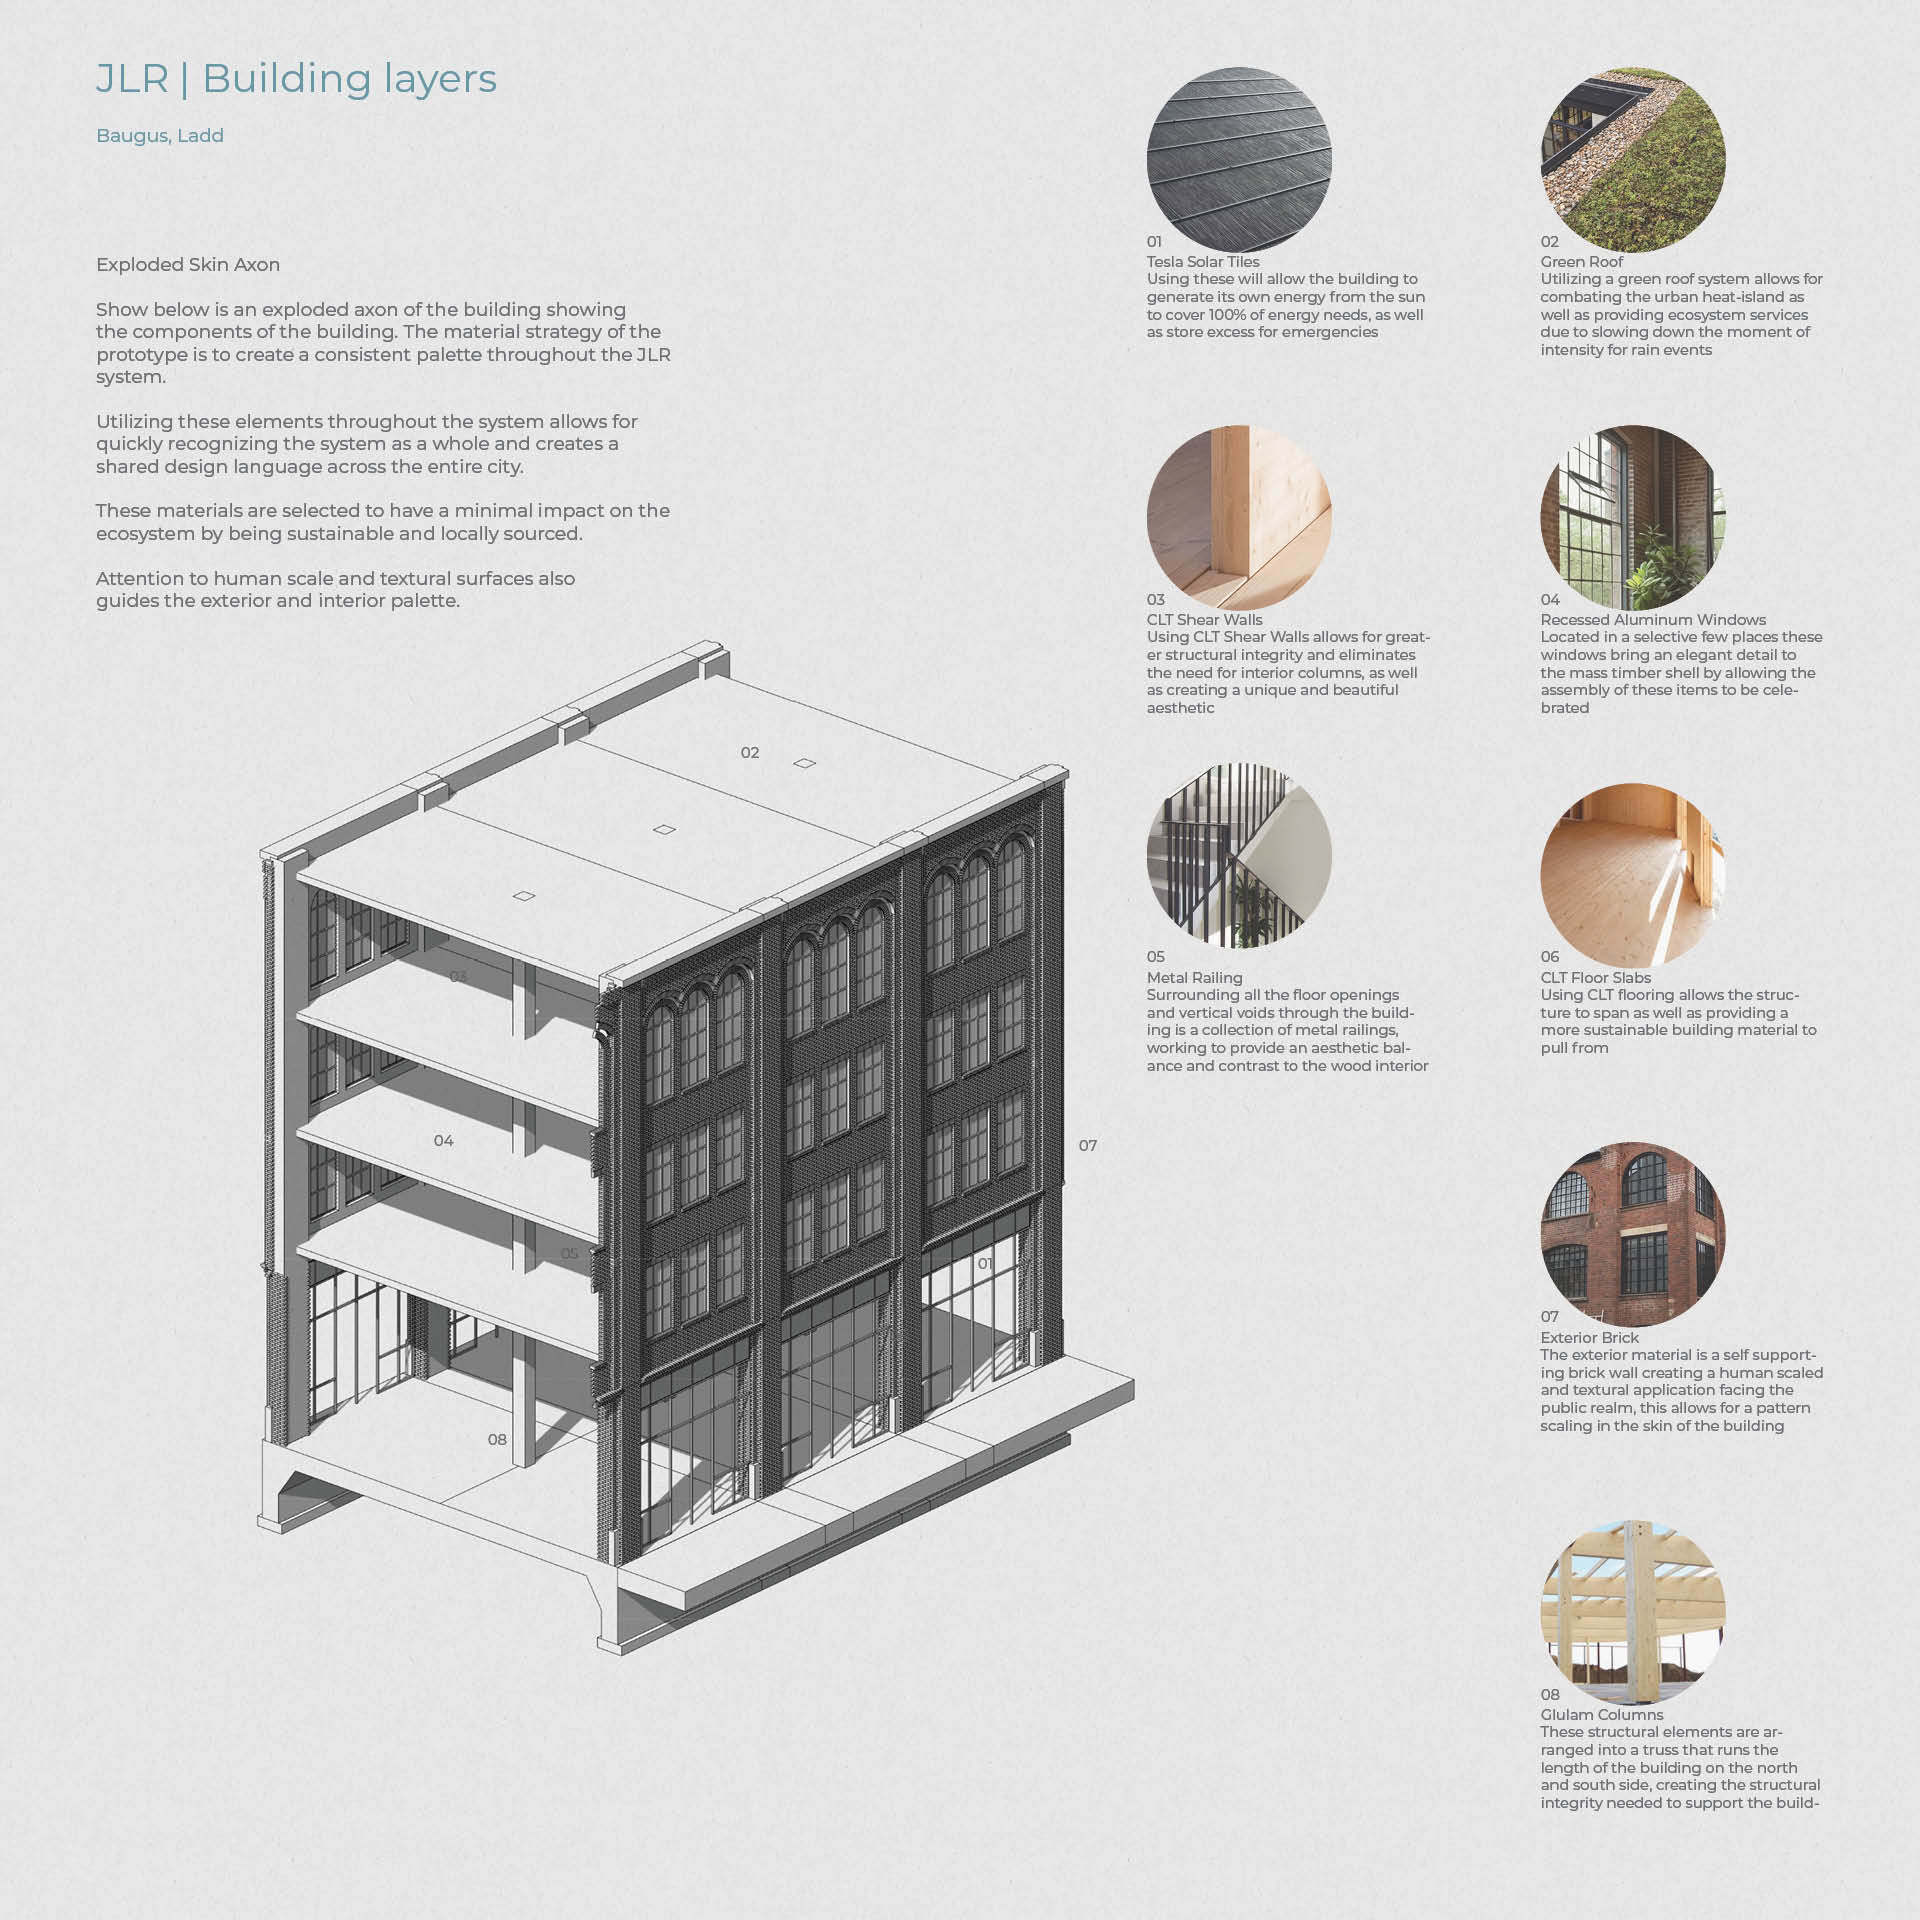 JLR | Building layers
Baugus, Ladd
Exploded Skin Axon
Show below is an exploded axon of the building showing
the components of the building. The material strategy of the
prototype is to create a consistent palette throughout the JLR
system.
Utilizing these elements throughout the system allows for
quickly recognizing the system as a whole and creates a
shared design language across the entire city.
These materials are selected to have a minimal impact on the
ecosystem by being sustainable and locally sourced.
Attention to human scale and textural surfaces also
guides the exterior and interior palette.
02
03
04
07
05
01
08
01
Tesla Solar Tiles
Using these will allow the building to
generate its own energy from the sun
to cover 100% of energy needs, as well
as store excess for emergencies
02
Green Roof
Utilizing a green roof system allows for
combating the urban heat-island as
well as providing ecosystem services
due to slowing down the moment of
intensity for rain events
03
CLT Shear Walls
Using CLT Shear Walls allows for great-
er structural integrity and eliminates
the need for interior columns, as well
as creating a unique and beautiful
aesthetic
04
Recessed Aluminum Windows
Located in a selective few places these
windows bring an elegant detail to
the mass timber shell by allowing the
assembly of these items to be cele-
brated
05
Metal Railing
Surrounding all the floor openings
and vertical voids through the build-
ing is a collection of metal railings,
working to provide an aesthetic bal-
ance and contrast to the wood interior
06
CLT Floor Slabs
Using CLT flooring allows the struc-
ture to span as well as providing a
more sustainable building material to
pull from
07
Exterior Brick
The exterior material is a self support-
ing brick wall creating a human scaled
and textural application facing the
public realm, this allows for a pattern
scaling in the skin of the building
08
Glulam Columns
These structural elements are ar-
ranged into a truss that runs the
length of the building on the north
and south side, creating the structural
integrity needed to support the build-